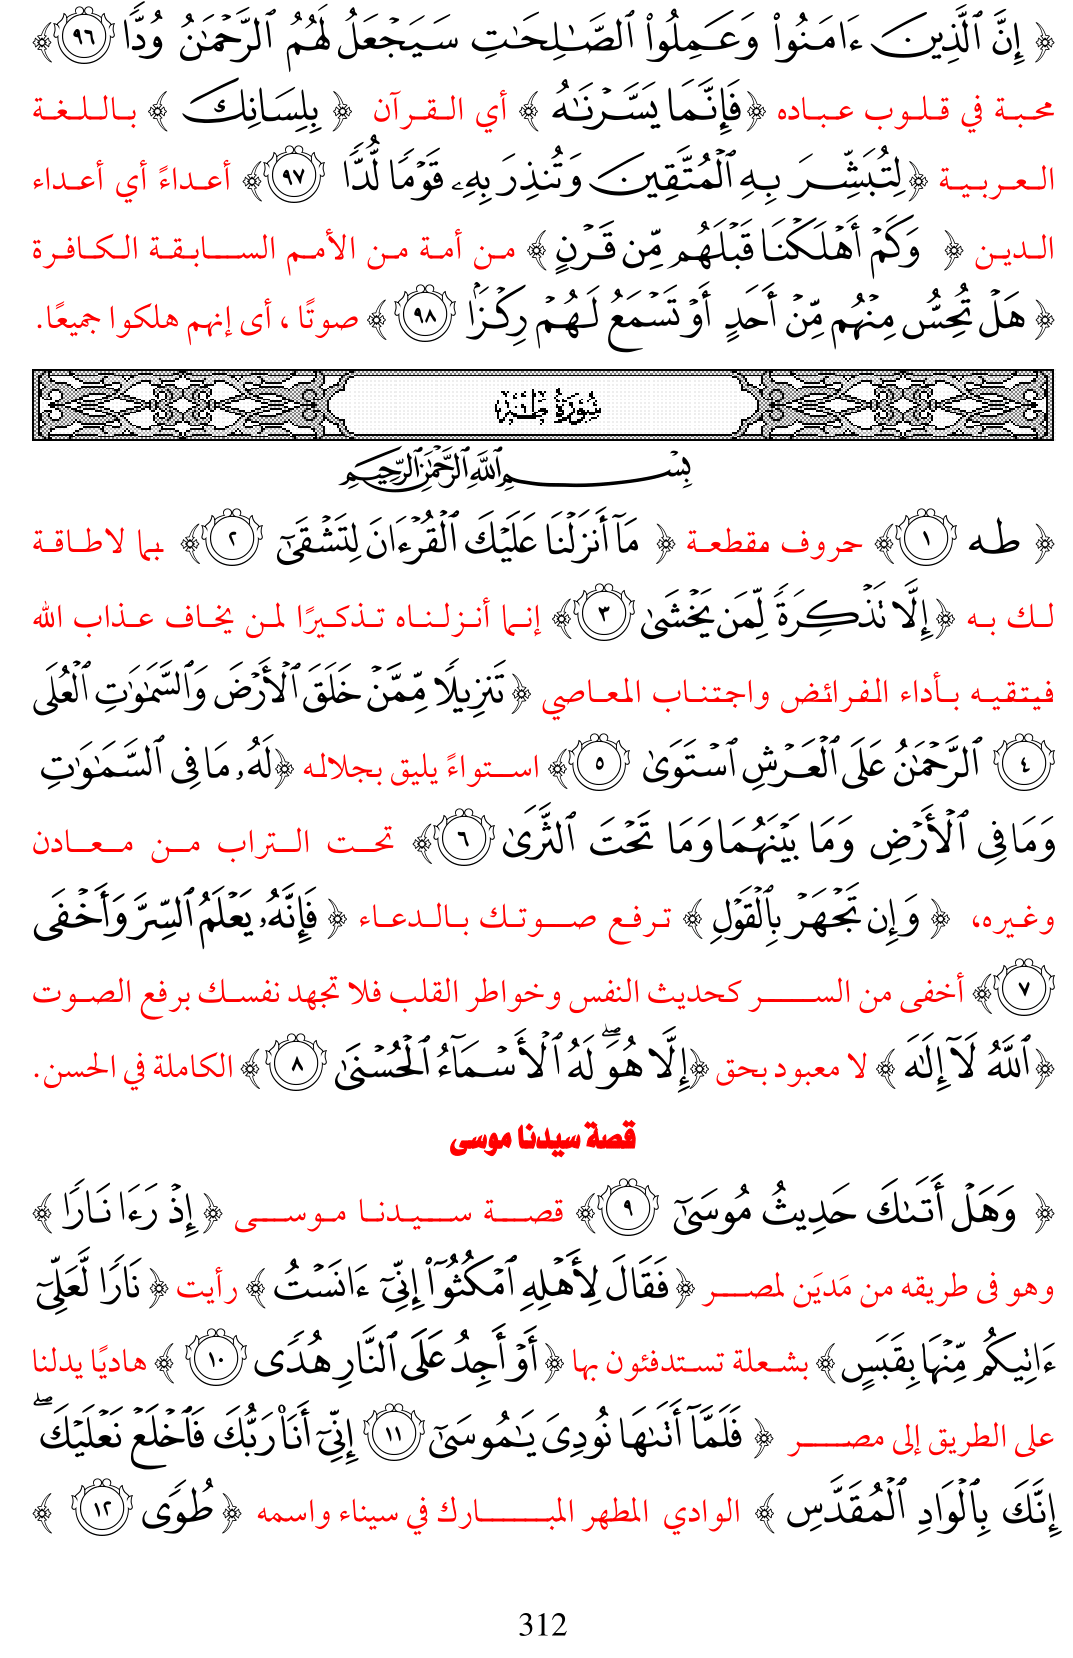 ﴿ إِنَّ ٱلَّذِينَ ءَامَنُوا۟ وَعَمِلُوا۟ ٱلصَّـٰلِحَـٰتِ سَيَجْعَلُ لَهُمُ ٱلرَّحْمَـٰنُ وُدًّا ٩٦ ﴾
محبة في قلوب عباده ﴿ فَإِنَّمَا يَسَّرْنَـٰهُ ﴾ أي القرآن ﴿ بِلِسَانِكَ ﴾ باللغة
العربية ﴿ لِتُبَشِّرَ بِهِ ٱلْمُتَّقِينَ وَتُنذِرَ بِهِۦ قَوْمًا لُّدًّا ٩٧ ﴾ أعداءً أي أعداء
الدين ﴿ وَكَمْ أَهْلَكْنَا قَبْلَهُم مِّن قَرْنٍ ﴾ من أمة من الأمم السابقة الكافرة
﴿ هَلْ تُحِسُّ مِنْهُم مِّنْ أَحَدٍ أَوْ تَسْمَعُ لَهُمْ رِكْزًۢا ٩٨ ﴾ صوتًا ، أى إنهم هلكوا جميعًا.
سُورَةُ طه
بِسْمِ ٱللَّهِ ٱلرَّحْمَـٰنِ ٱلرَّحِيمِ
﴿ طه ١ ﴾ حروف مقطعة ﴿ مَآ أَنزَلْنَا عَلَيْكَ ٱلْقُرْءَانَ لِتَشْقَىٰٓ ٢ ﴾ بما لاطاقة
لك به ﴿ إِلَّا تَذْكِرَةً لِّمَن يَخْشَىٰ ٣ ﴾ إنما أنزلناه تذكيرًا لمن يخاف عذاب الله
فيتقيه بأداء الفرائض واجتناب المعاصي ﴿ تَنزِيلًا مِّمَّنْ خَلَقَ ٱلْأَرْضَ وَٱلسَّمَـٰوَٰتِ ٱلْعُلَى
٤ ٱلرَّحْمَـٰنُ عَلَى ٱلْعَرْشِ ٱسْتَوَىٰ ٥ ﴾ استواءً يليق بجلاله ﴿ لَهُۥ مَا فِى ٱلسَّمَـٰوَٰتِ
وَمَا فِى ٱلْأَرْضِ وَمَا بَيْنَهُمَا وَمَا تَحْتَ ٱلثَّرَىٰ ٦ ﴾ تحت التراب من معادن
وغيره، ﴿ وَإِن تَجْهَرْ بِٱلْقَوْلِ ﴾ ترفع صوتك بالدعاء ﴿ فَإِنَّهُۥ يَعْلَمُ ٱلسِّرَّ وَأَخْفَى
٧ ﴾ أخفى من السر كحديث النفس وخواطر القلب فلا تجهد نفسك برفع الصوت
﴿ ٱللَّهُ لَآ إِلَـٰهَ ﴾ لا معبود بحق ﴿ إِلَّا هُوَ ۖ لَهُ ٱلْأَسْمَآءُ ٱلْحُسْنَىٰ ٨ ﴾ الكاملة في الحسن.
قصة سيدنا موسى
﴿ وَهَلْ أَتَىٰكَ حَدِيثُ مُوسَىٰٓ ٩ ﴾ قصة سيدنا موسى ﴿ إِذْ رَءَا نَارًا ﴾
وهو فى طريقه من مَديَن لمصر ﴿ فَقَالَ لِأَهْلِهِ ٱمْكُثُوٓا۟ إِنِّىٓ ءَانَسْتُ ﴾ رأيت ﴿ نَارًا لَّعَلِّىٓ
ءَاتِيكُم مِّنْهَا بِقَبَسٍ ﴾ بشعلة تستدفئون بها ﴿ أَوْ أَجِدُ عَلَى ٱلنَّارِ هُدًى ١٠ ﴾ هاديًا يدلنا
على الطريق إلى مصر ﴿ فَلَمَّآ أَتَىٰهَا نُودِىَ يَـٰمُوسَىٰٓ ١١ إِنِّىٓ أَنَا۠ رَبُّكَ فَٱخْلَعْ نَعْلَيْكَ ۖ
إِنَّكَ بِٱلْوَادِ ٱلْمُقَدَّسِ ﴾ الوادي المطهر المبارك في سيناء واسمه ﴿ طُوًى ١٢ ﴾
312